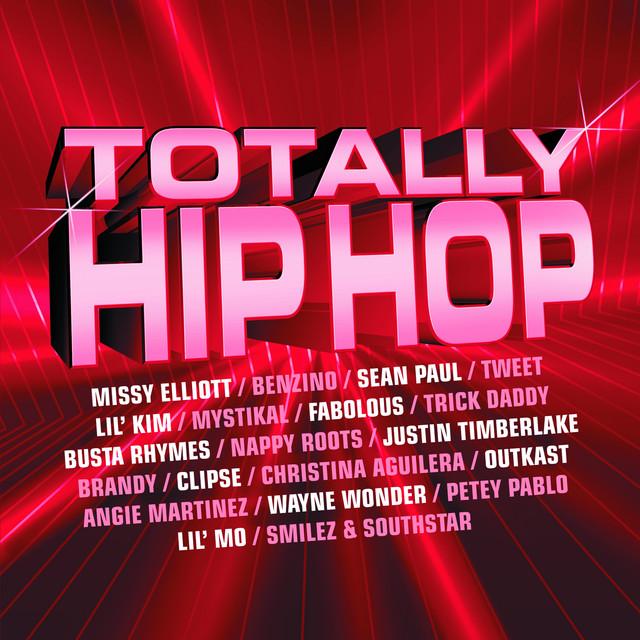 TOTALLY
HIP HOP
MISSY ELLIOTT / BENZINO / SEAN PAUL / TWEET
LIL' KIM / MYSTIKAL / FABOLOUS / TRICK DADDY
BUSTA RHYMES / NAPPY ROOTS / JUSTIN TIMBERLAKE
BRANDY / CLIPSE / CHRISTINA AGUILERA / OUTKAST
ANGIE MARTINEZ / WAYNE WONDER / PETEY PABLO
LIL' MO / SMILEZ & SOUTHSTAR